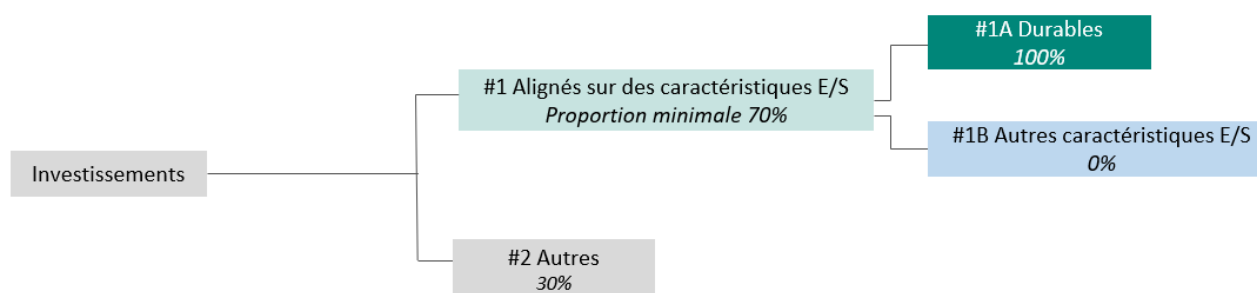 #1A Durables
100%
#1 Alignés sur des caractéristiques E/S
Proportion minimale 70%
#1B Autres caractéristiques E/S
0%
Investissements
#2 Autres
30%